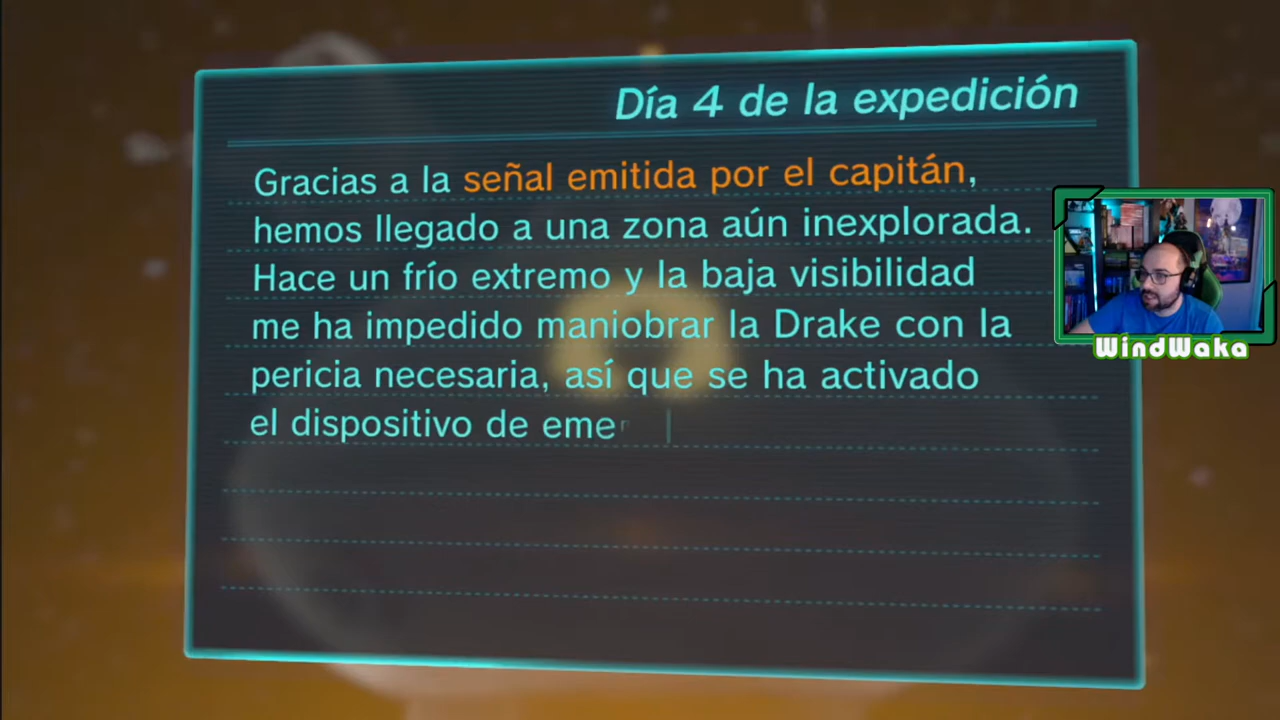 Día 4 de la expedición
Gracias a la señal emitida por el capitán,
hemos llegado a una zona aún inexplorada.
Hace un frío extremo y la baja visibilidad
me ha impedido maniobrar la Drake con la
pericia necesaria, así que se ha activado
el dispositivo de emer
WindWaka